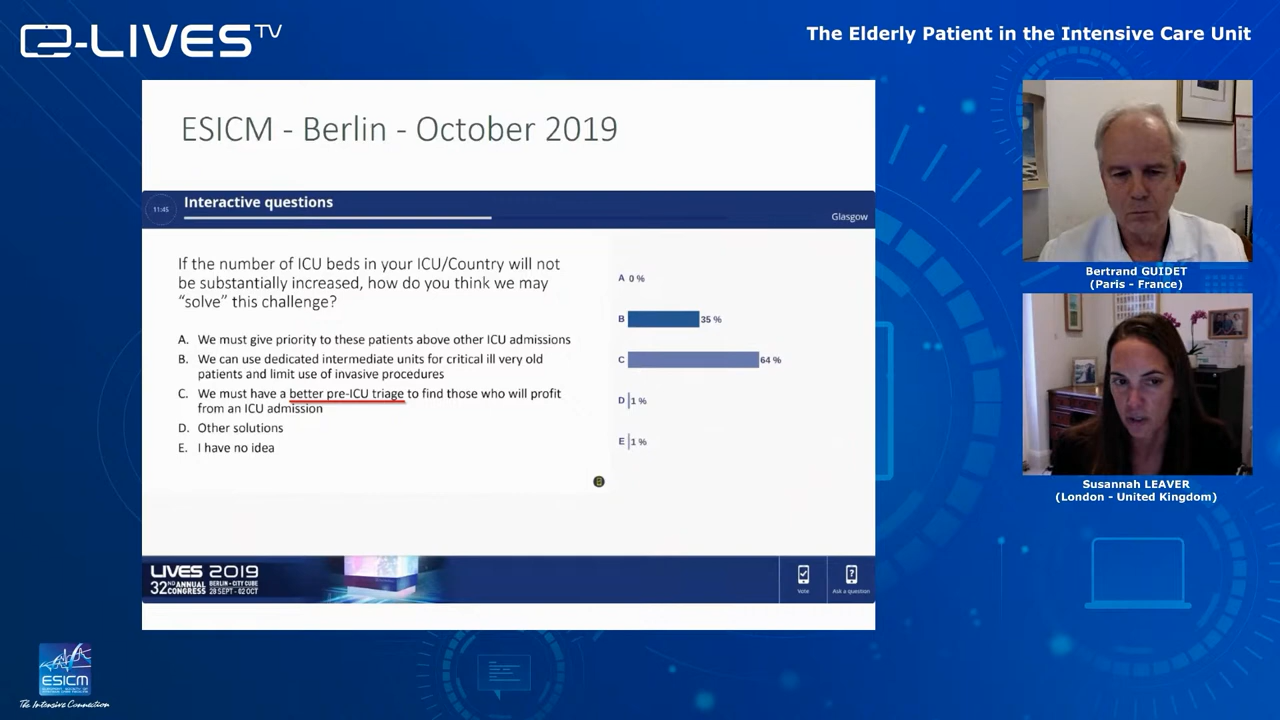 e-LIVES TV
The Elderly Patient in the Intensive Care Unit
ESICM - Berlin - October 2019
11:45
Interactive questions
Glasgow
If the number of ICU beds in your ICU/Country will not
be substantially increased, how do you think we may
“solve” this challenge?
A. We must give priority to these patients above other ICU admissions
B. We can use dedicated intermediate units for critical ill very old
patients and limit use of invasive procedures
C. We must have a better pre-ICU triage to find those who will profit
from an ICU admission
D. Other solutions
E. I have no idea
A 0 %
B 35 %
C 64 %
D 1 %
E 1 %
LIVES 2019
32ND ANNUAL CONGRESS
BERLIN - CITY CUBE
28 SEPT - 02 OCT
Vote
Ask a question
Bertrand GUIDET
(Paris - France)
Susannah LEAVER
(London - United Kingdom)
ESICM
The Intensive Connection